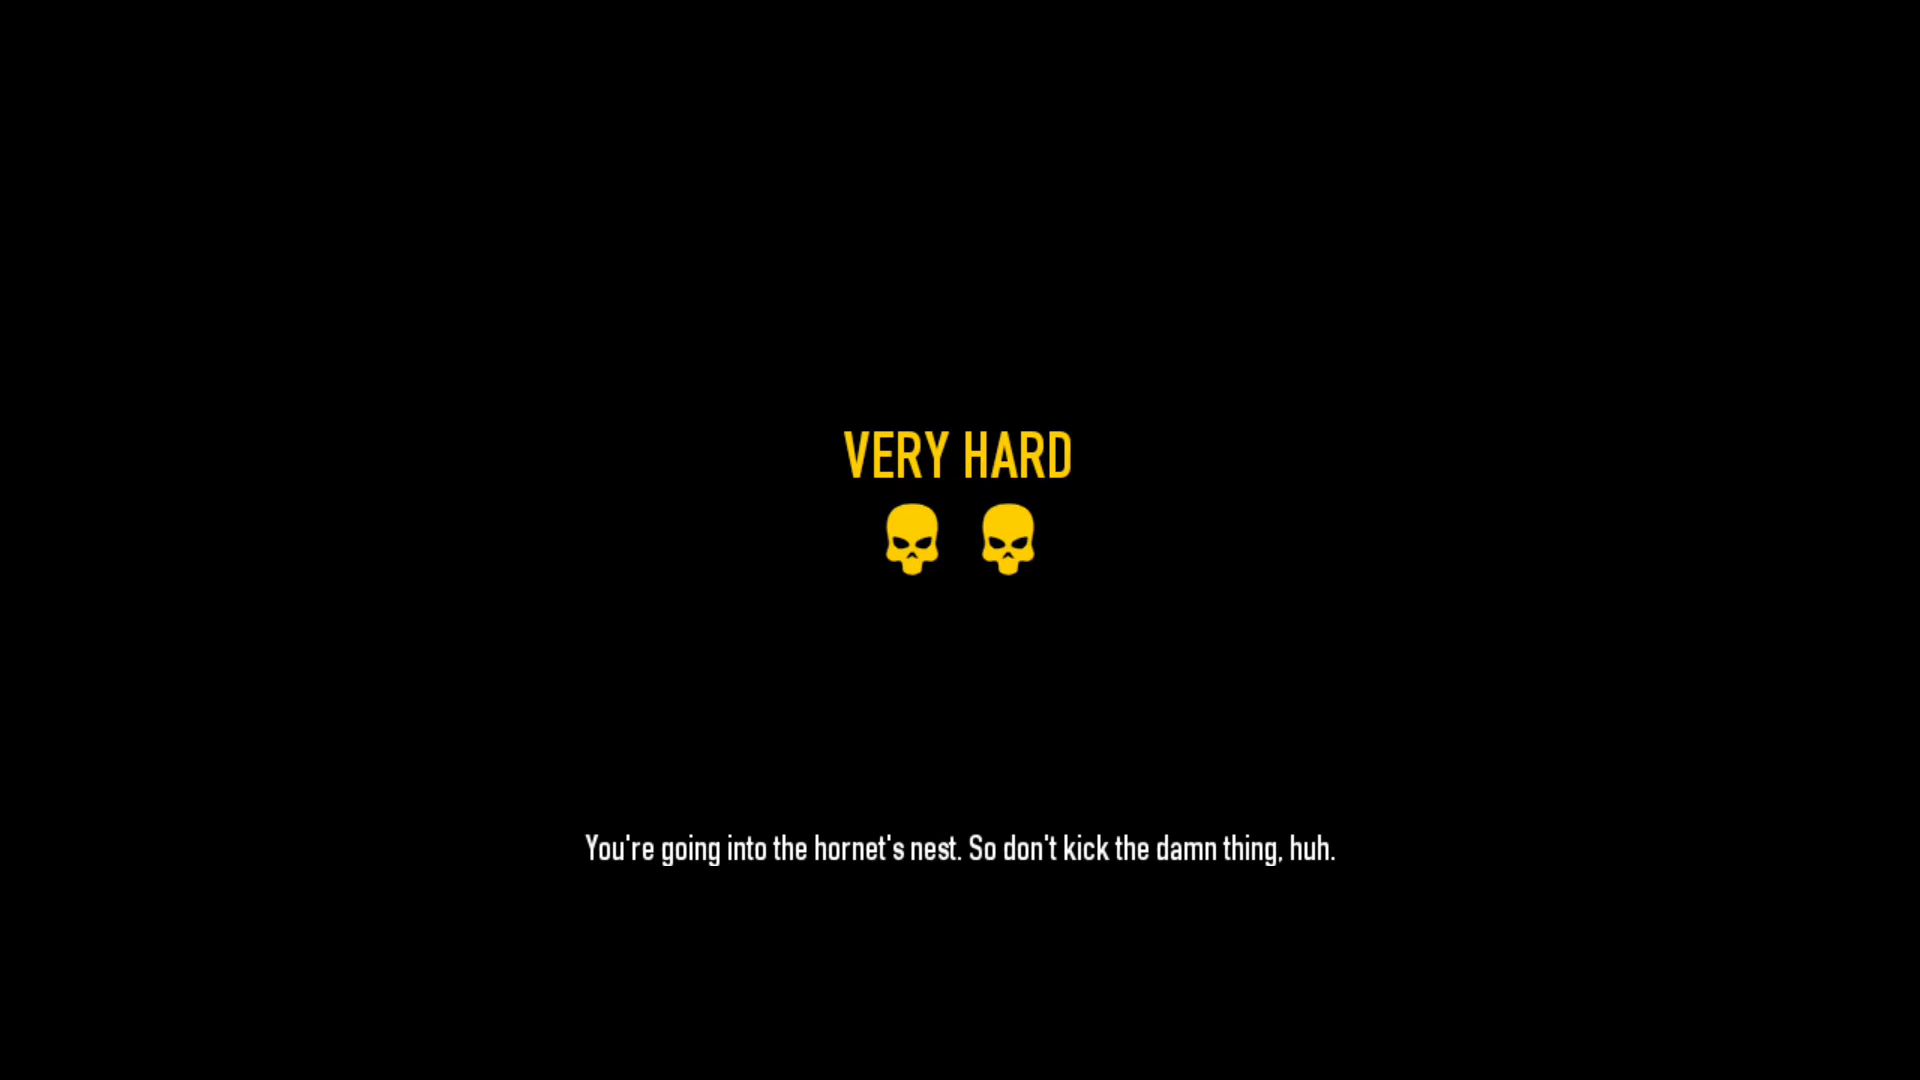 VERY HARD
You're going into the hornet's nest. So don't kick the damn thing, huh.